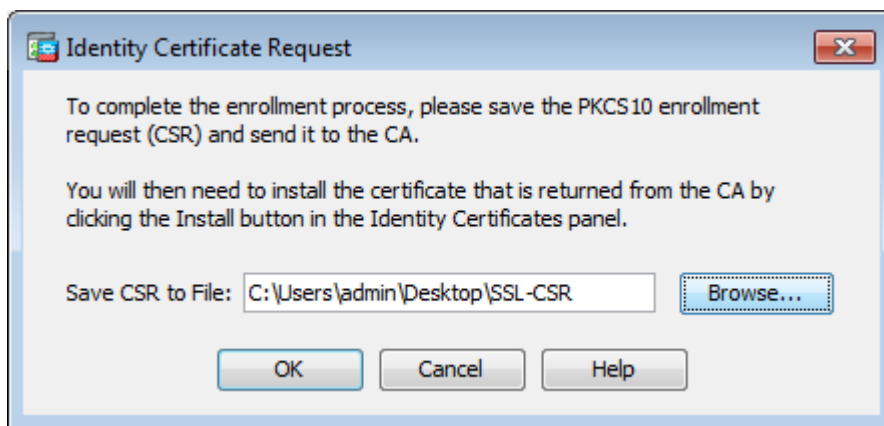 Identity Certificate Request
To complete the enrollment process, please save the PKCS10 enrollment
request (CSR) and send it to the CA.
You will then need to install the certificate that is returned from the CA by
clicking the Install button in the Identity Certificates panel.
Save CSR to File: C:\Users\admin\Desktop\SSL-CSR Browse...
OK Cancel Help